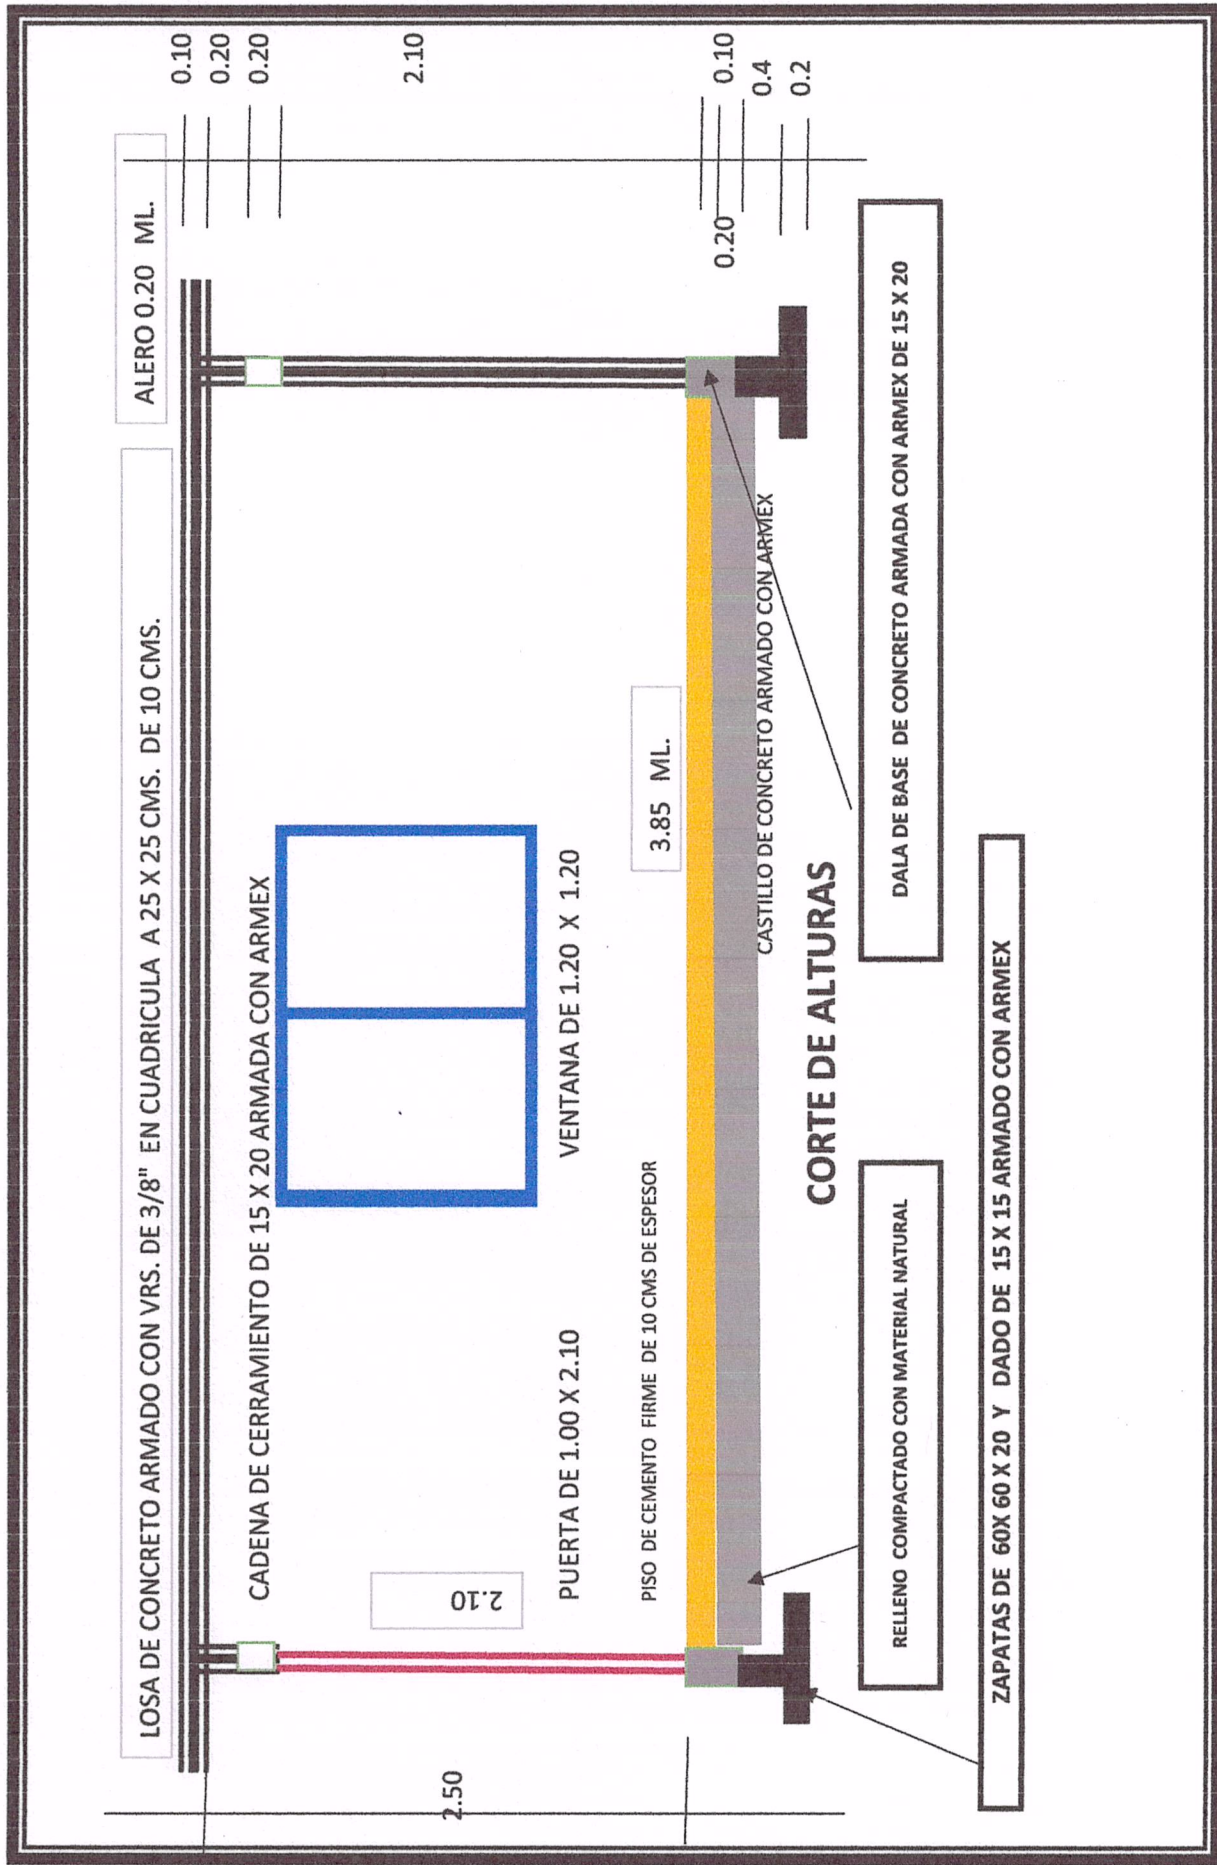 LOSA DE CONCRETO ARMADO CON VRS. DE 3/8" EN CUADRICULA A 25 X 25 CMS. DE 10 CMS.
ALERO 0.20 ML.
0.10
0.20
0.20
CADENA DE CERRAMIENTO DE 15 X 20 ARMADA CON ARMEX
2.10
2.10
2.50
PUERTA DE 1.00 X 2.10
VENTANA DE 1.20 X 1.20
PISO DE CEMENTO FIRME DE 10 CMS DE ESPESOR
3.85 ML.
0.10
0.20
0.4
0.2
CASTILLO DE CONCRETO ARMADO CON ARMEX
CORTE DE ALTURAS
RELLENO COMPACTADO CON MATERIAL NATURAL
DALA DE BASE DE CONCRETO ARMADA CON ARMEX DE 15 X 20
ZAPATAS DE 60X 60 X 20 Y DADO DE 15 X 15 ARMADO CON ARMEX